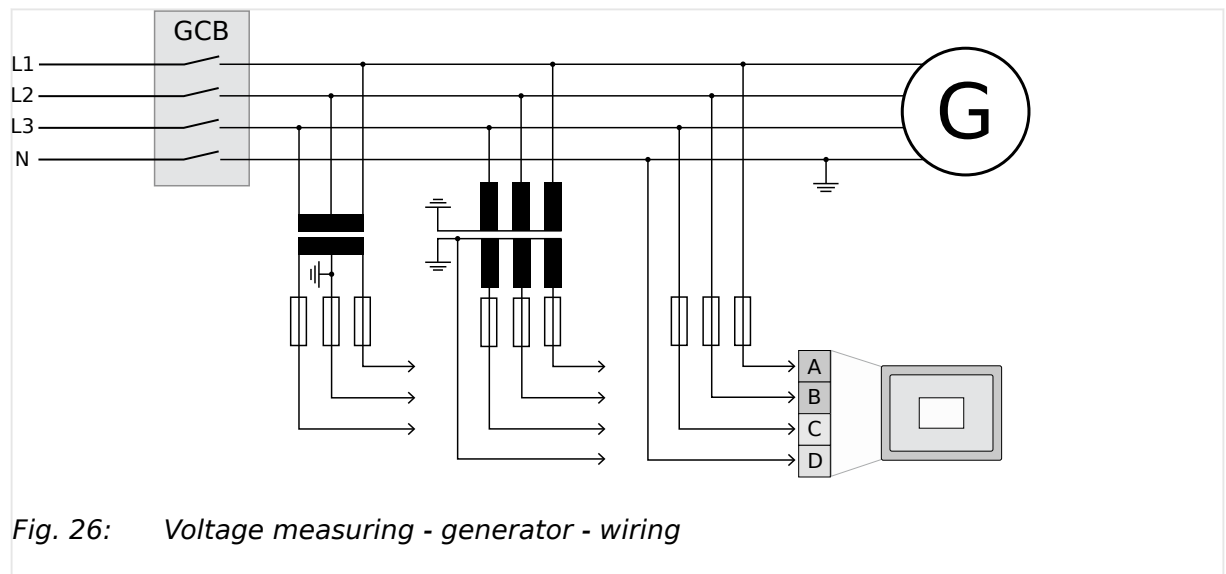 GCB
L1
L2
L3
N
G
A
B
C
D
Fig. 26: Voltage measuring - generator - wiring